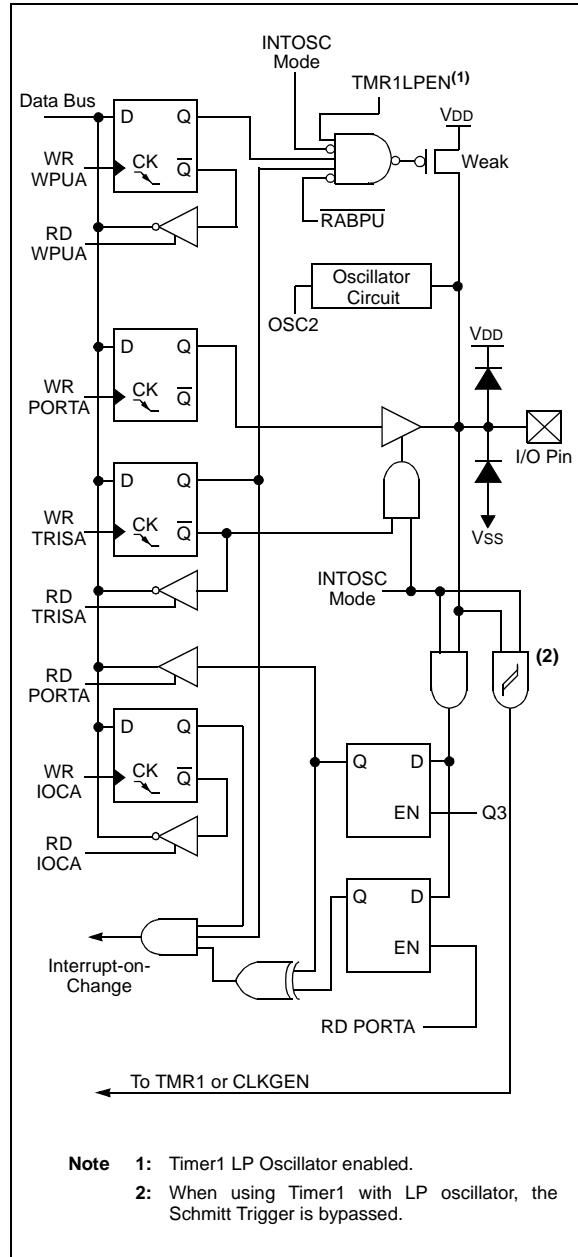 INTOSC
Mode
TMR1LPEN(1)
Data Bus
D Q
VDD
WR
WPUA
CK Q
Weak
RD
WPUA
RABPU
Oscillator
Circuit
OSC2
D Q
VDD
WR
PORTA
CK Q
I/O Pin
D Q
WR
TRISA
CK Q
VSS
INTOSC
Mode
RD
TRISA
(2)
RD
PORTA
D Q
WR
IOCA
CK Q
Q D
EN
Q3
RD
IOCA
Q D
EN
Interrupt-on-
Change
RD PORTA
To TMR1 or CLKGEN
Note 1: Timer1 LP Oscillator enabled.
2: When using Timer1 with LP oscillator, the
Schmitt Trigger is bypassed.